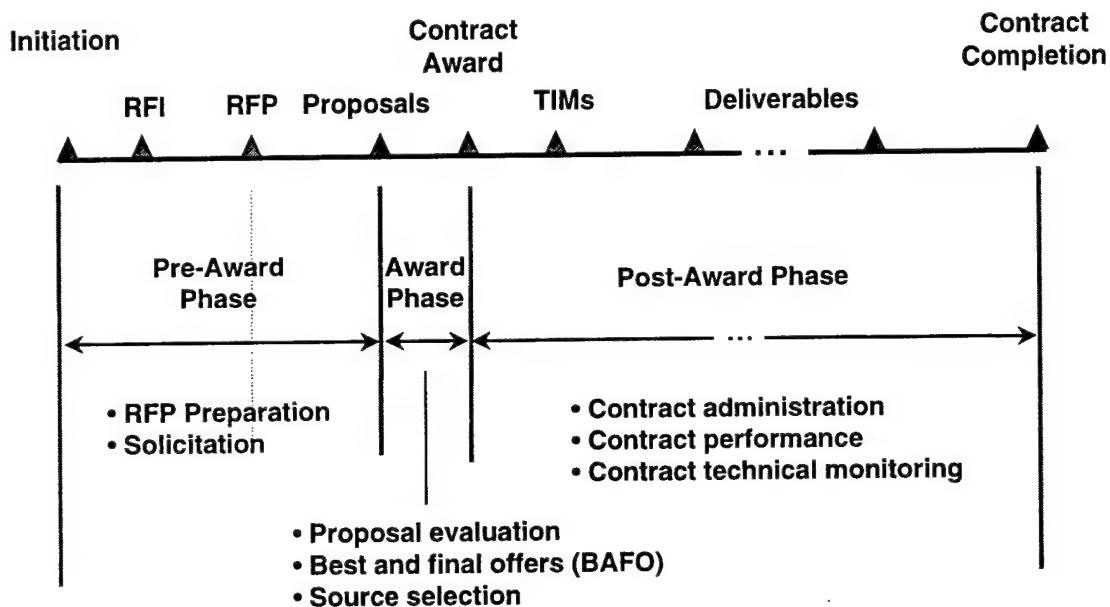 Initiation
Contract
Award
Contract
Completion
RFI
RFP
Proposals
TIMs
Deliverables
...
Pre-Award
Phase
Award
Phase
Post-Award Phase
...
• RFP Preparation
• Solicitation
• Contract administration
• Contract performance
• Contract technical monitoring
• Proposal evaluation
• Best and final offers (BAFO)
• Source selection